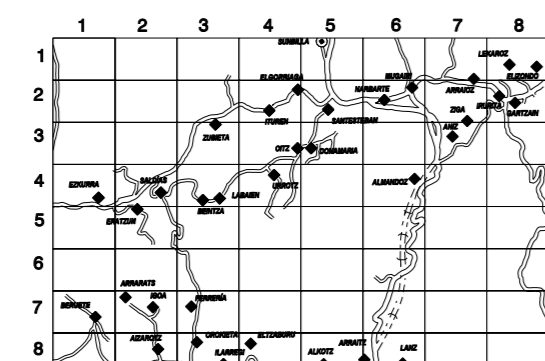 1 2 3 4 5 6 7 8
1
SUNBILLA
LEKAROZ
ELIZONDO
ELGORRIAGA
MUGAIRI
2
NARBARTE
ARRAIOZ
IRURITA
GARTZAIN
ITUREN
SANTESTEBAN
ZIGA
ANIZ
3
ZUBIETA
OITZ
DONAMARIA
4
EZKURRA
SALDIAS
URROTZ
LABAIEN
BEINTZA
ALMANDOZ
5
ERATZUN
6
ARRARATS
IGOA
7
BERUETE
FERRERÍA
8
AIZAROTZ
OROKIETA
ELTZABURU
ILARREGI
ALKOTZ
ARRAITZ
LANZ